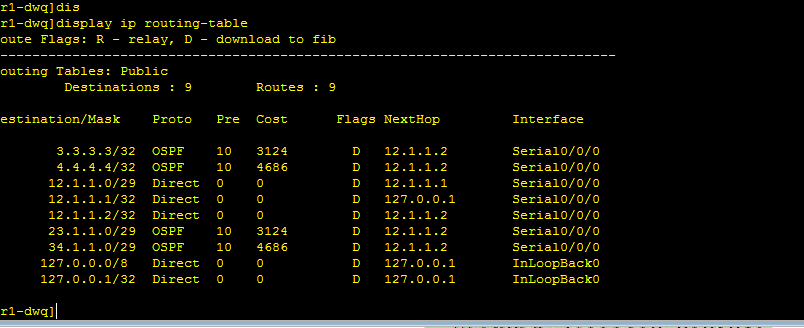 r1-dwq]dis
r1-dwq]display ip routing-table
oute Flags: R - relay, D - download to fib
------------------------------------------------------------------------------
outing Tables: Public
        Destinations : 9        Routes : 9
estination/Mask    Proto   Pre  Cost      Flags NextHop         Interface
       3.3.3.3/32  OSPF    10   3124        D   12.1.1.2        Serial0/0/0
       4.4.4.4/32  OSPF    10   4686        D   12.1.1.2        Serial0/0/0
      12.1.1.0/29  Direct  0    0           D   12.1.1.1        Serial0/0/0
      12.1.1.1/32  Direct  0    0           D   127.0.0.1       Serial0/0/0
      12.1.1.2/32  Direct  0    0           D   12.1.1.2        Serial0/0/0
      23.1.1.0/29  OSPF    10   3124        D   12.1.1.2        Serial0/0/0
      34.1.1.0/29  OSPF    10   4686        D   12.1.1.2        Serial0/0/0
     127.0.0.0/8   Direct  0    0           D   127.0.0.1       InLoopBack0
     127.0.0.1/32  Direct  0    0           D   127.0.0.1       InLoopBack0
r1-dwq]